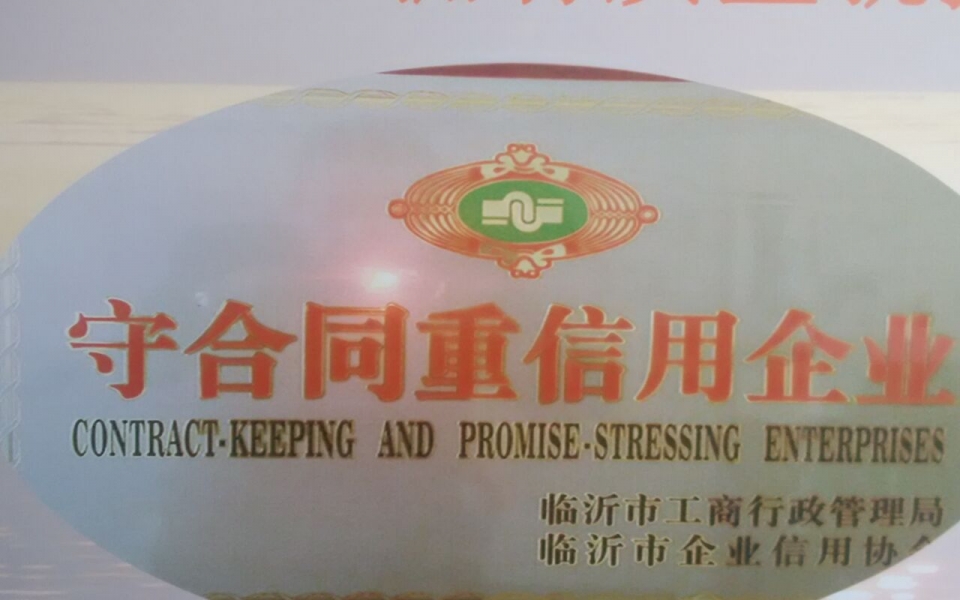 守合同重信用企业
CONTRACT-KEEPING AND PROMISE-STRESSING ENTERPRISES
临沂市工商行政管理局
临沂市企业信用协会